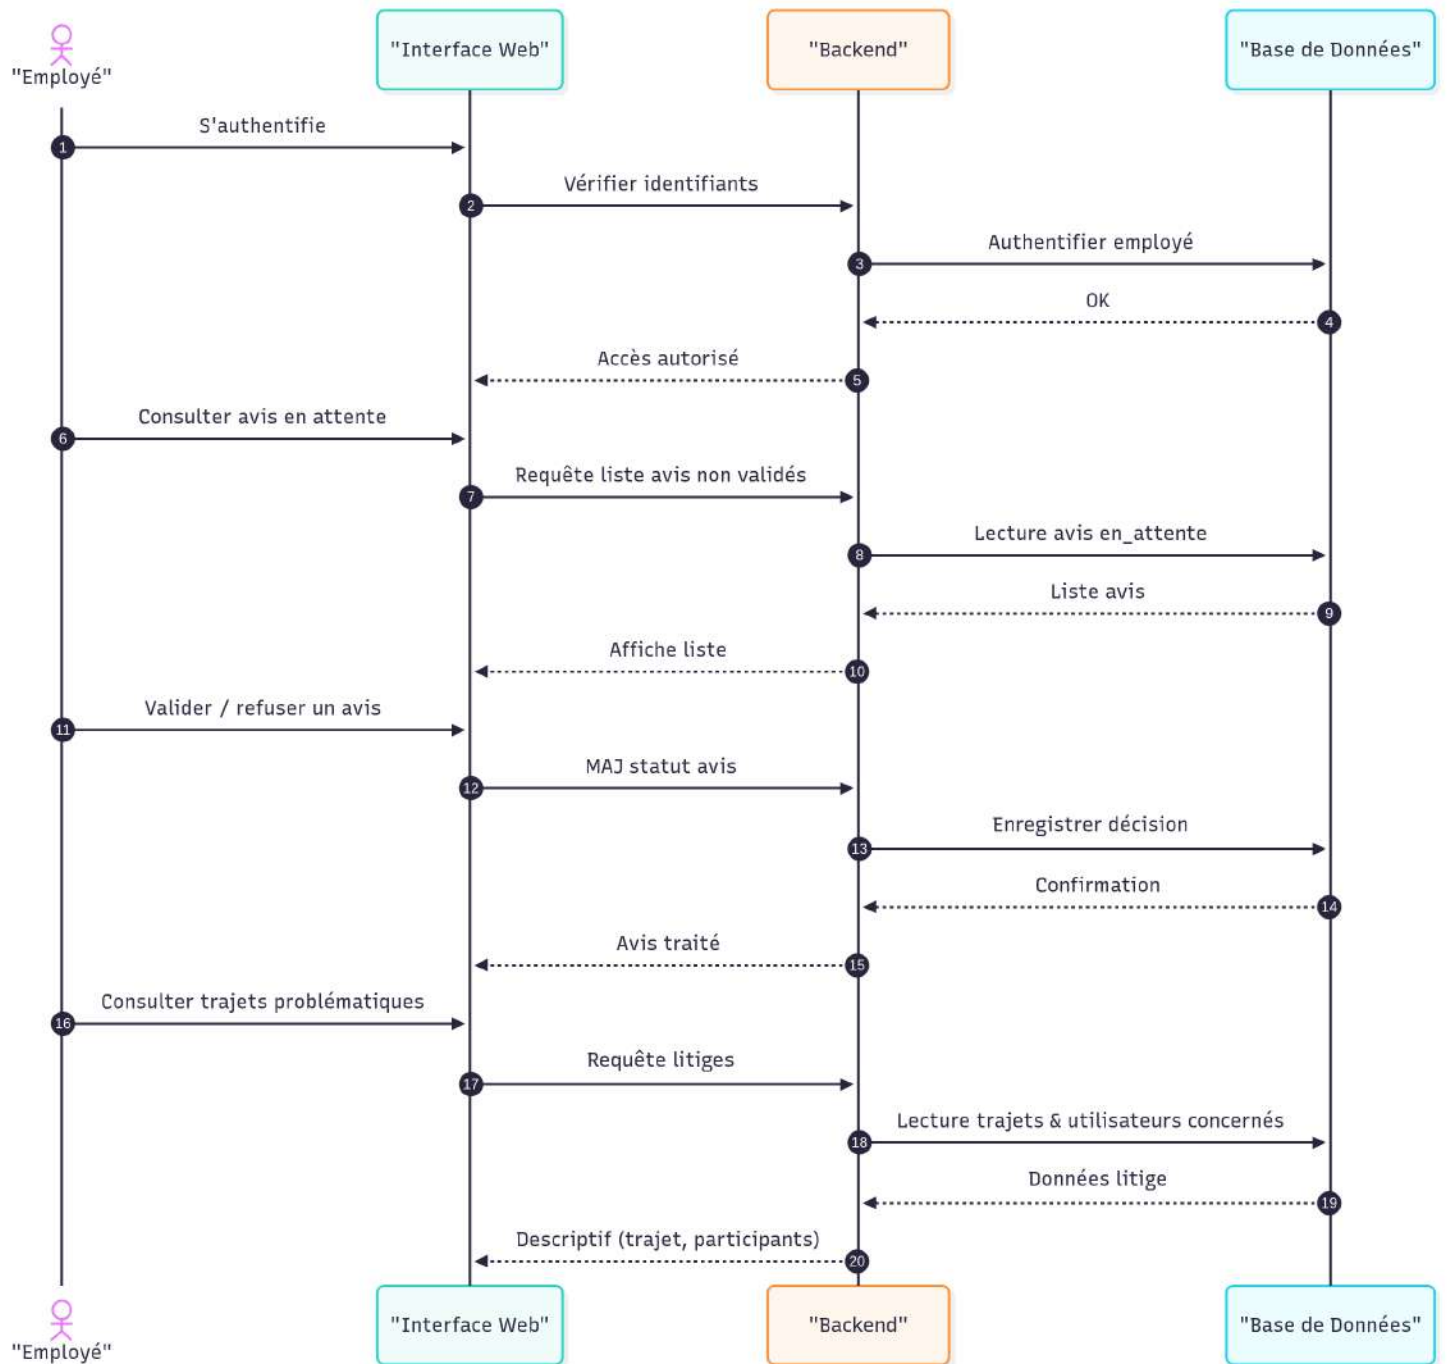 "Employé"
"Interface Web"
"Backend"
"Base de Données"
S'authentifie
1
Vérifier identifiants
2
Authentifier employé
3
OK
4
Accès autorisé
5
Consulter avis en attente
6
Requête liste avis non validés
7
Lecture avis en_attente
8
Liste avis
9
Affiche liste
10
Valider / refuser un avis
11
MAJ statut avis
12
Enregistrer décision
13
Confirmation
14
Avis traité
15
Consulter trajets problématiques
16
Requête litiges
17
Lecture trajets & utilisateurs concernés
18
Données litige
19
Descriptif (trajet, participants)
20
"Employé"
"Interface Web"
"Backend"
"Base de Données"